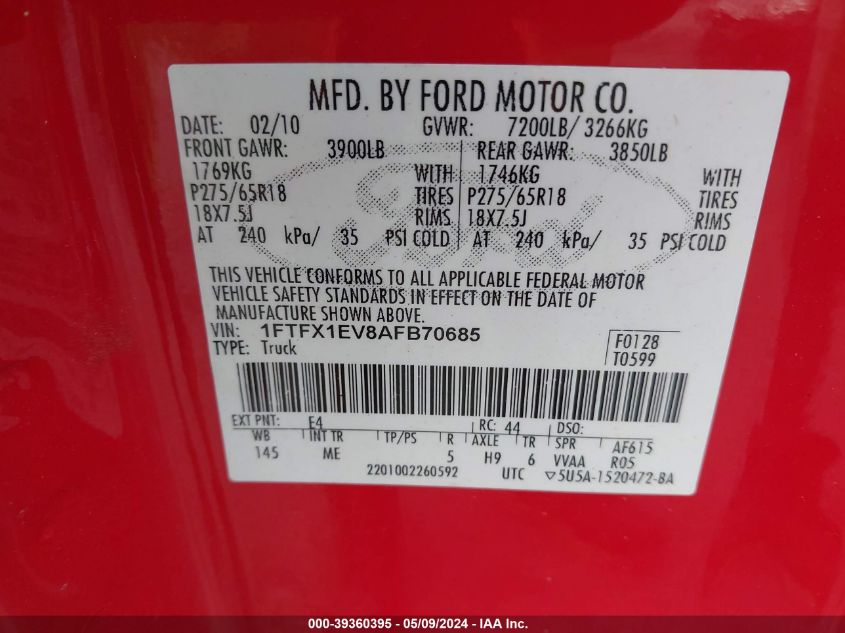 MFD. BY FORD MOTOR CO.
DATE: 02/10 GVWR: 7200LB/ 3266KG
FRONT GAWR: 3900LB REAR GAWR: 3850LB
1769KG WITH 1746KG WITH
P275/65R18 TIRES P275/65R18 TIRES
18X7.5J RIMS 18X7.5J RIMS
AT 240 kPa/ 35 PSI COLD AT 240 kPa/ 35 PSI COLD
Ford
THIS VEHICLE CONFORMS TO ALL APPLICABLE FEDERAL MOTOR
VEHICLE SAFETY STANDARDS IN EFFECT ON THE DATE OF
MANUFACTURE SHOWN ABOVE.
VIN: 1FTFX1EV8AFB70685
TYPE: Truck
F0128
T0599
EXT PNT: E4 RC: 44 DSO:
WB INT TR TP/PS R AXLE TR SPR AF615
145 ME 5 H9 6 VVAA R05
2201002260592 UTC ▽5U5A-1520472-BA
000-39360395 - 05/09/2024 - IAA Inc.